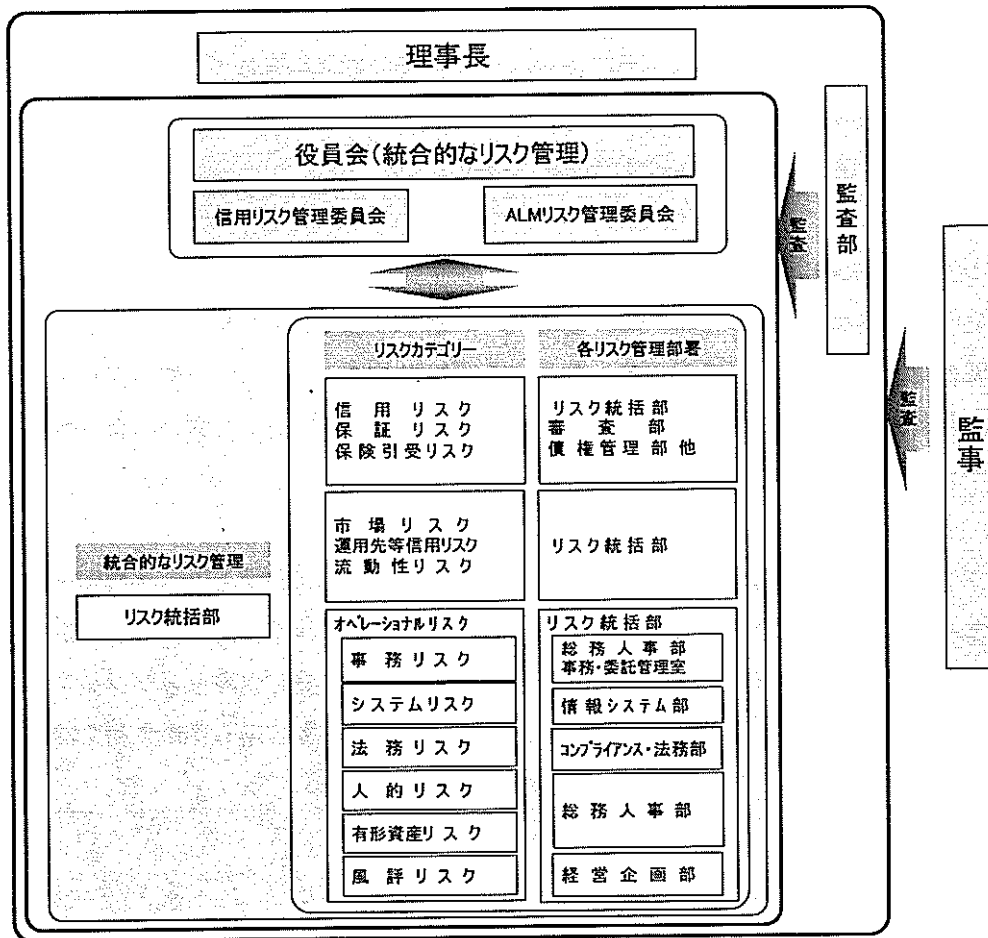 理事長
役員会(統合的なリスク管理)
信用リスク管理委員会
ALMリスク管理委員会
監査
監査部
監査
監事
リスクカテゴリー
各リスク管理部署
信用リスク
保証リスク
保険引受リスク
リスク統括部
審査部
債権管理部他
市場リスク
運用先等信用リスク
流動性リスク
リスク統括部
統合的なリスク管理
リスク統括部
オペレーショナルリスク
リスク統括部
事務リスク
総務人事部
事務・委託管理室
システムリスク
情報システム部
法務リスク
コンプライアンス・法務部
人的リスク
有形資産リスク
総務人事部
風評リスク
経営企画部